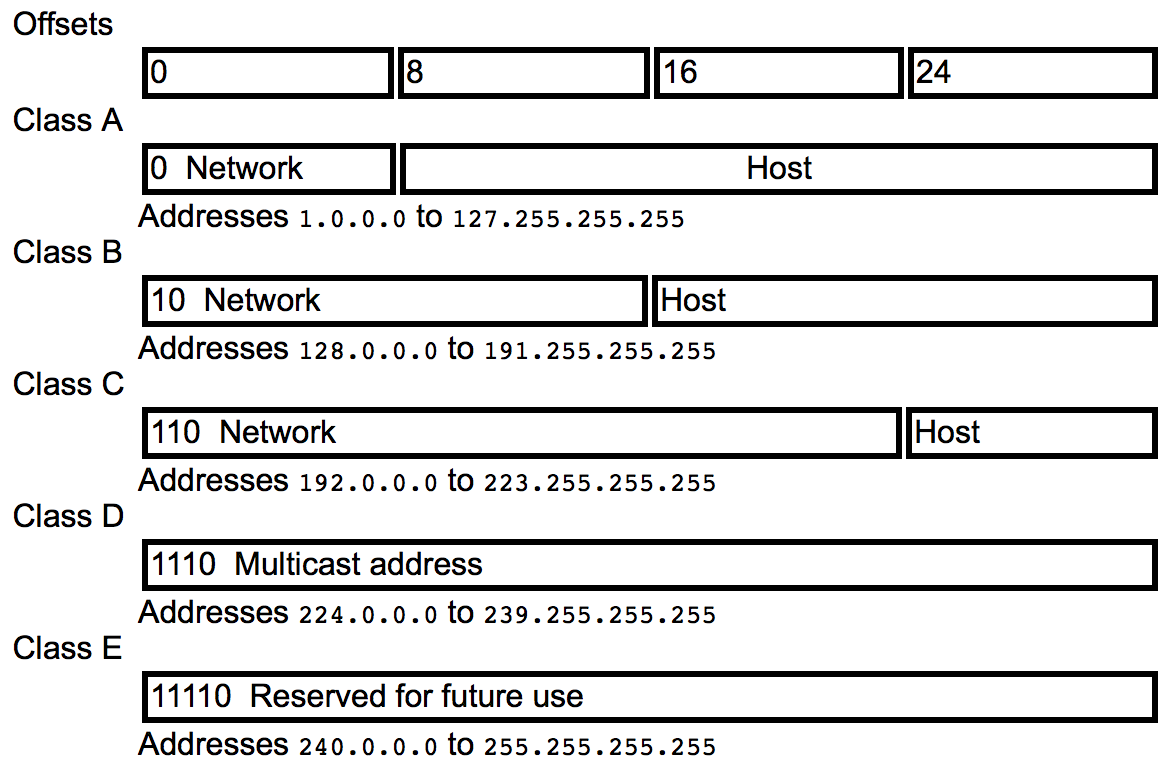 Offsets
0 8 16 24
Class A
0 Network Host
Addresses 1.0.0.0 to 127.255.255.255
Class B
10 Network Host
Addresses 128.0.0.0 to 191.255.255.255
Class C
110 Network Host
Addresses 192.0.0.0 to 223.255.255.255
Class D
1110 Multicast address
Addresses 224.0.0.0 to 239.255.255.255
Class E
11110 Reserved for future use
Addresses 240.0.0.0 to 255.255.255.255